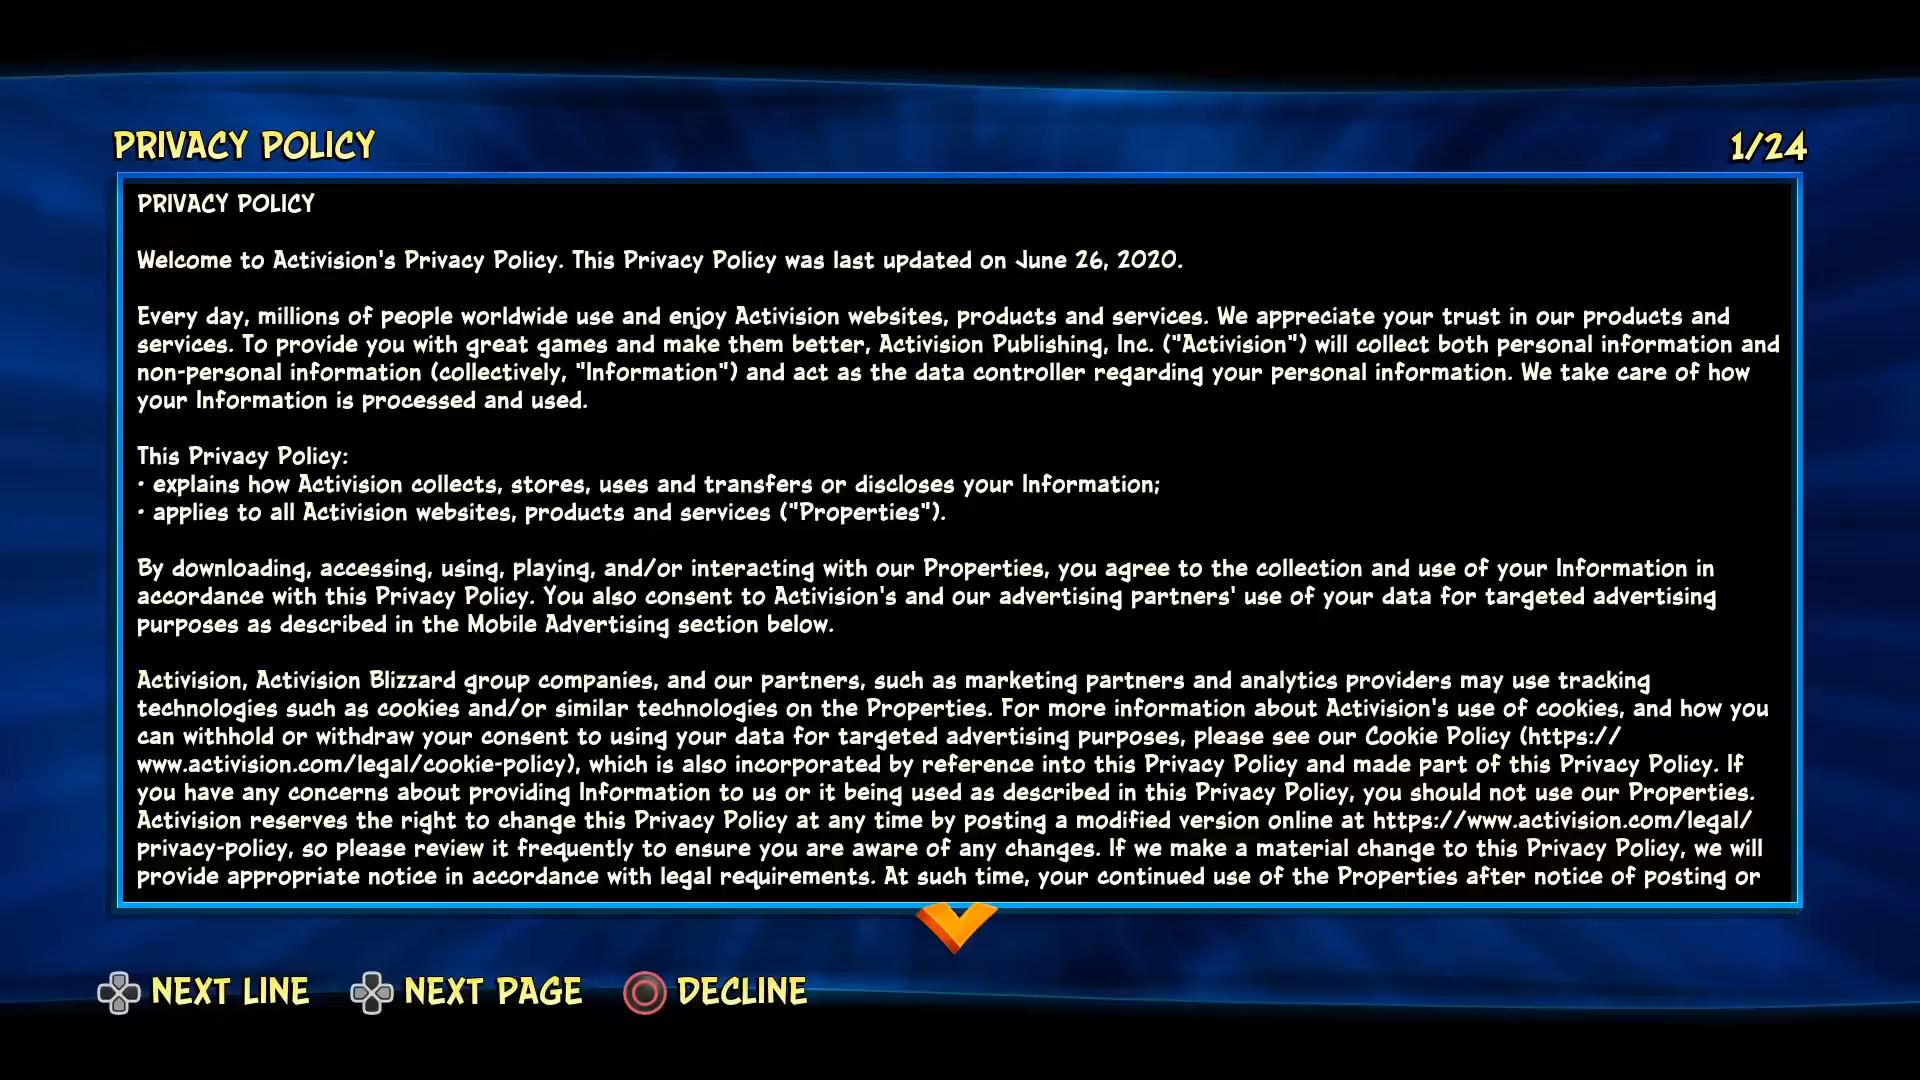 PRIVACY POLICY
1/24
PRIVACY POLICY
Welcome to Activision's Privacy Policy. This Privacy Policy was last updated on June 26, 2020.
Every day, millions of people worldwide use and enjoy Activision websites, products and services. We appreciate your trust in our products and
services. To provide you with great games and make them better, Activision Publishing, Inc. ("Activision") will collect both personal information and
non-personal information (collectively, "Information") and act as the data controller regarding your personal information. We take care of how
your Information is processed and used.
This Privacy Policy:
• explains how Activision collects, stores, uses and transfers or discloses your Information;
• applies to all Activision websites, products and services ("Properties").
By downloading, accessing, using, playing, and/or interacting with our Properties, you agree to the collection and use of your Information in
accordance with this Privacy Policy. You also consent to Activision's and our advertising partners' use of your data for targeted advertising
purposes as described in the Mobile Advertising section below.
Activision, Activision Blizzard group companies, and our partners, such as marketing partners and analytics providers may use tracking
technologies such as cookies and/or similar technologies on the Properties. For more information about Activision's use of cookies, and how you
can withhold or withdraw your consent to using your data for targeted advertising purposes, please see our Cookie Policy (https://
www.activision.com/legal/cookie-policy), which is also incorporated by reference into this Privacy Policy and made part of this Privacy Policy. If
you have any concerns about providing Information to us or it being used as described in this Privacy Policy, you should not use our Properties.
Activision reserves the right to change this Privacy Policy at any time by posting a modified version online at https://www.activision.com/legal/
privacy-policy, so please review it frequently to ensure you are aware of any changes. If we make a material change to this Privacy Policy, we will
provide appropriate notice in accordance with legal requirements. At such time, your continued use of the Properties after notice of posting or
NEXT LINE NEXT PAGE DECLINE